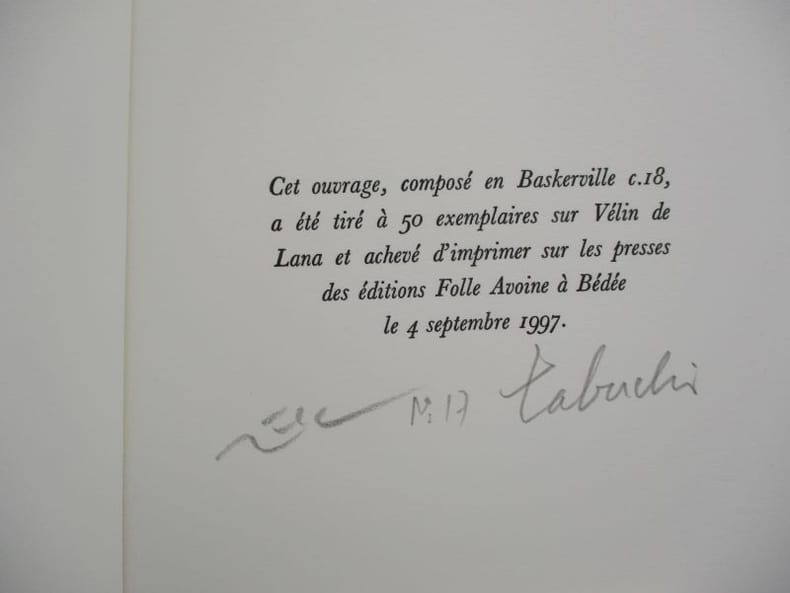 Cet ouvrage, composé en Baskerville c.18,
a été tiré à 50 exemplaires sur Vélin de
Lana et achevé d'imprimer sur les presses
des éditions Folle Avoine à Bédée
le 4 septembre 1997.
N: 17